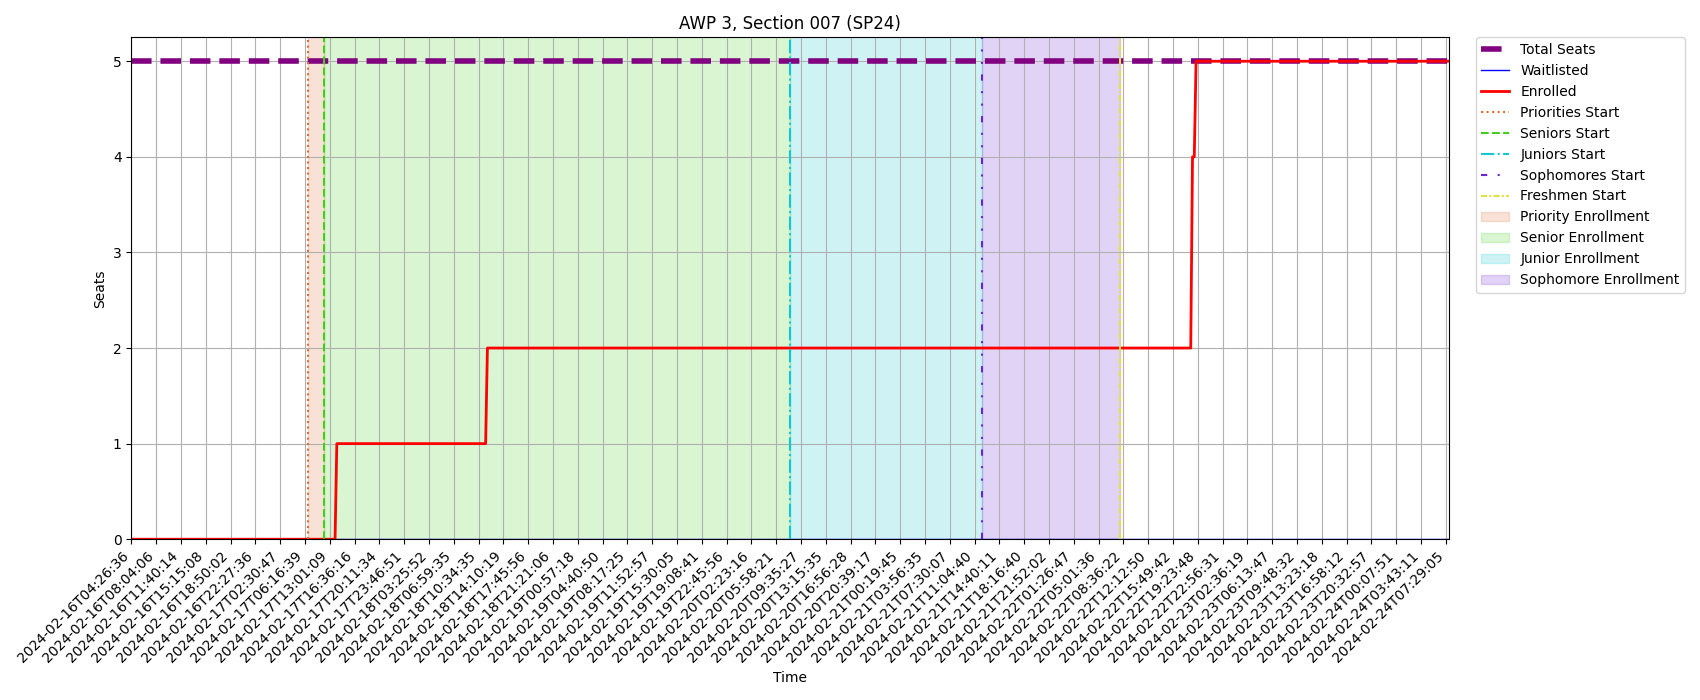 AWP 3, Section 007 (SP24)
Total Seats
Waitlisted
Enrolled
Priorities Start
Seniors Start
Juniors Start
Sophomores Start
Freshmen Start
Priority Enrollment
Senior Enrollment
Junior Enrollment
Sophomore Enrollment
Seats
5
4
3
2
1
0
2024-02-16T04:26:36
2024-02-16T08:04:06
2024-02-16T11:40:14
2024-02-16T15:15:08
2024-02-16T18:50:02
2024-02-16T22:27:36
2024-02-17T02:30:47
2024-02-17T06:16:39
2024-02-17T13:01:09
2024-02-17T16:36:16
2024-02-17T20:11:34
2024-02-17T23:46:51
2024-02-18T03:25:52
2024-02-18T06:59:35
2024-02-18T10:34:35
2024-02-18T14:10:19
2024-02-18T17:45:56
2024-02-18T21:21:06
2024-02-19T00:57:18
2024-02-19T04:40:50
2024-02-19T08:17:25
2024-02-19T11:52:57
2024-02-19T15:30:05
2024-02-19T19:08:41
2024-02-19T22:45:56
2024-02-20T02:23:16
2024-02-20T05:58:21
2024-02-20T09:35:27
2024-02-20T13:15:35
2024-02-20T16:56:28
2024-02-20T20:39:17
2024-02-21T00:19:45
2024-02-21T03:56:35
2024-02-21T07:30:07
2024-02-21T11:04:40
2024-02-21T14:40:11
2024-02-21T18:16:40
2024-02-21T21:52:02
2024-02-22T01:26:47
2024-02-22T05:01:36
2024-02-22T08:36:22
2024-02-22T12:12:50
2024-02-22T15:49:42
2024-02-22T19:23:48
2024-02-22T22:56:31
2024-02-23T02:36:19
2024-02-23T06:13:47
2024-02-23T09:48:32
2024-02-23T13:23:18
2024-02-23T16:58:12
2024-02-23T20:32:57
2024-02-24T00:07:51
2024-02-24T03:43:11
2024-02-24T07:29:05
Time